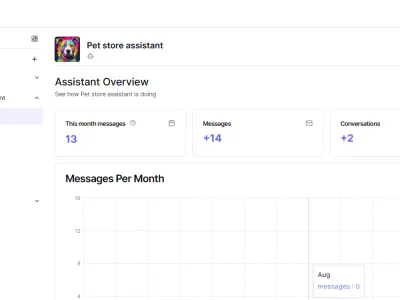 Pet store assistant
nt
Assistant Overview
See how Pet store assistant is doing
This month messages
13
Messages
+14
Conversations
+2
Messages Per Month
16
12
8
4
Aug
messages : 0